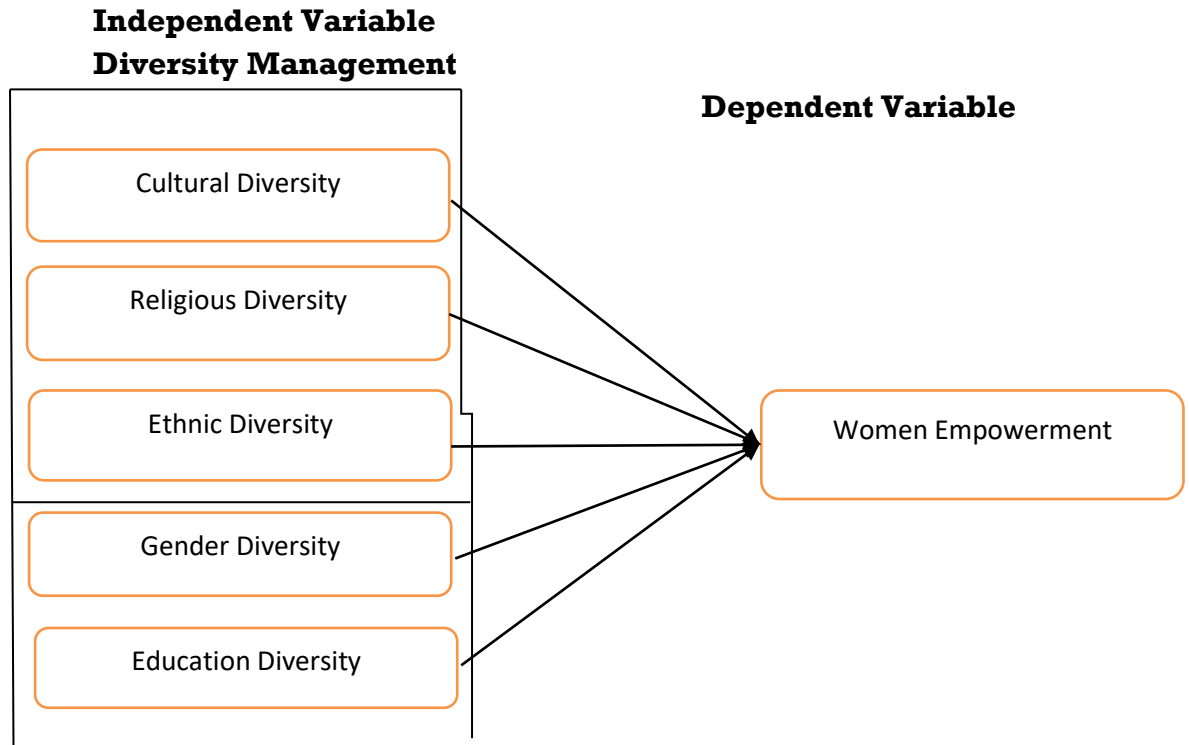 Independent Variable
Diversity Management
Dependent Variable
Cultural Diversity
Religious Diversity
Ethnic Diversity
Women Empowerment
Gender Diversity
Education Diversity